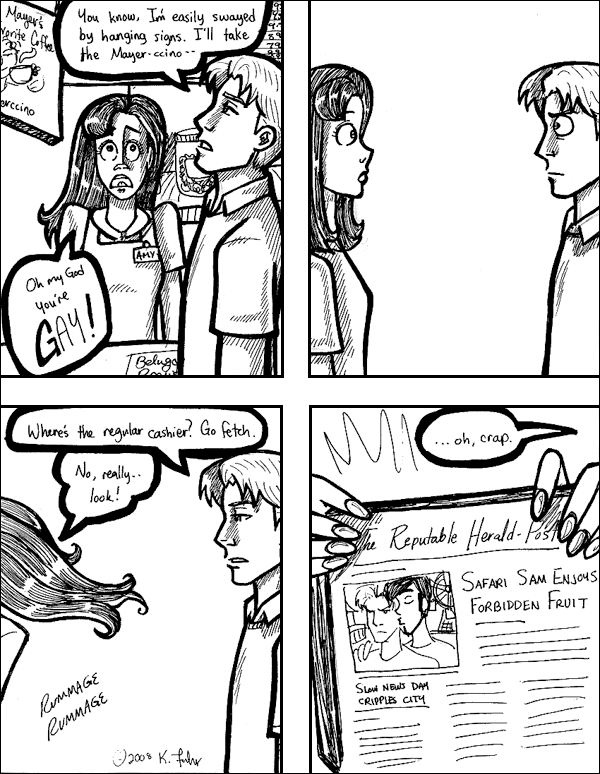 Mayer's
Favorite Coffee
You know, I'm easily swayed
by hanging signs. I'll take
the Mayer-ccino--
AMY
Oh my God
you're
GAY!
Beluga
Where's the regular cashier? Go fetch.
No, really..
look!
RUMMAGE
RUMMAGE
©2008 K.
...oh, crap.
The Reputable Herald-Post
SAFARI SAM ENJOYS
FORBIDDEN FRUIT
SLOW NEWS DAY
CRIPPLES CITY